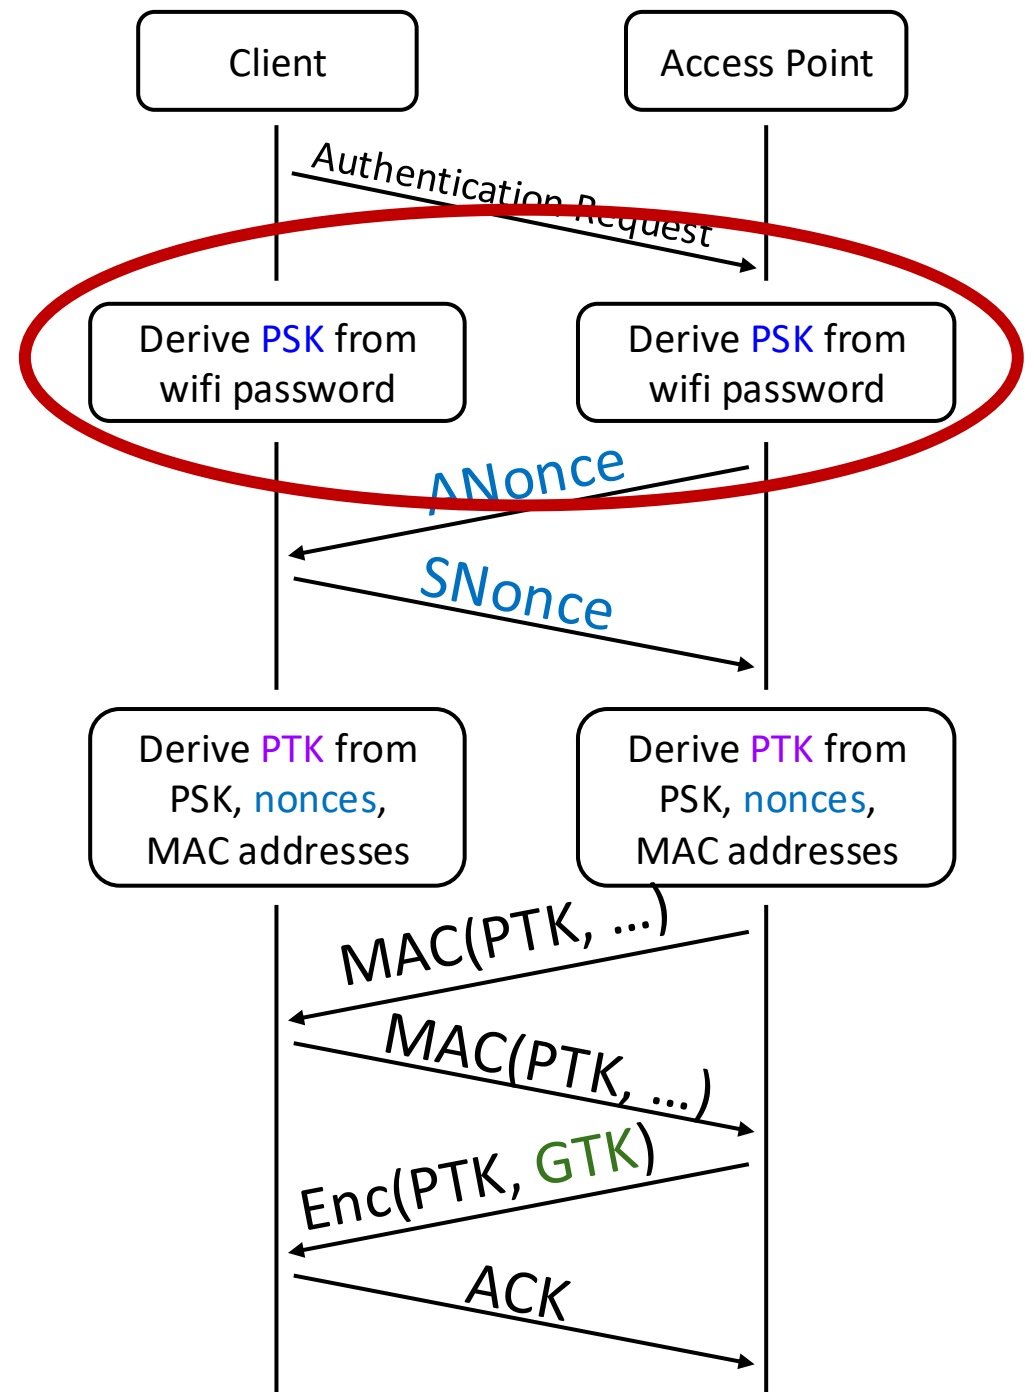 Client
Access Point
Authentication Request
Derive PSK from
wifi password
Derive PSK from
wifi password
ANonce
SNonce
Derive PTK from
PSK, nonces,
MAC addresses
Derive PTK from
PSK, nonces,
MAC addresses
MAC(PTK, ...)
MAC(PTK, ...)
Enc(PTK, GTK)
ACK